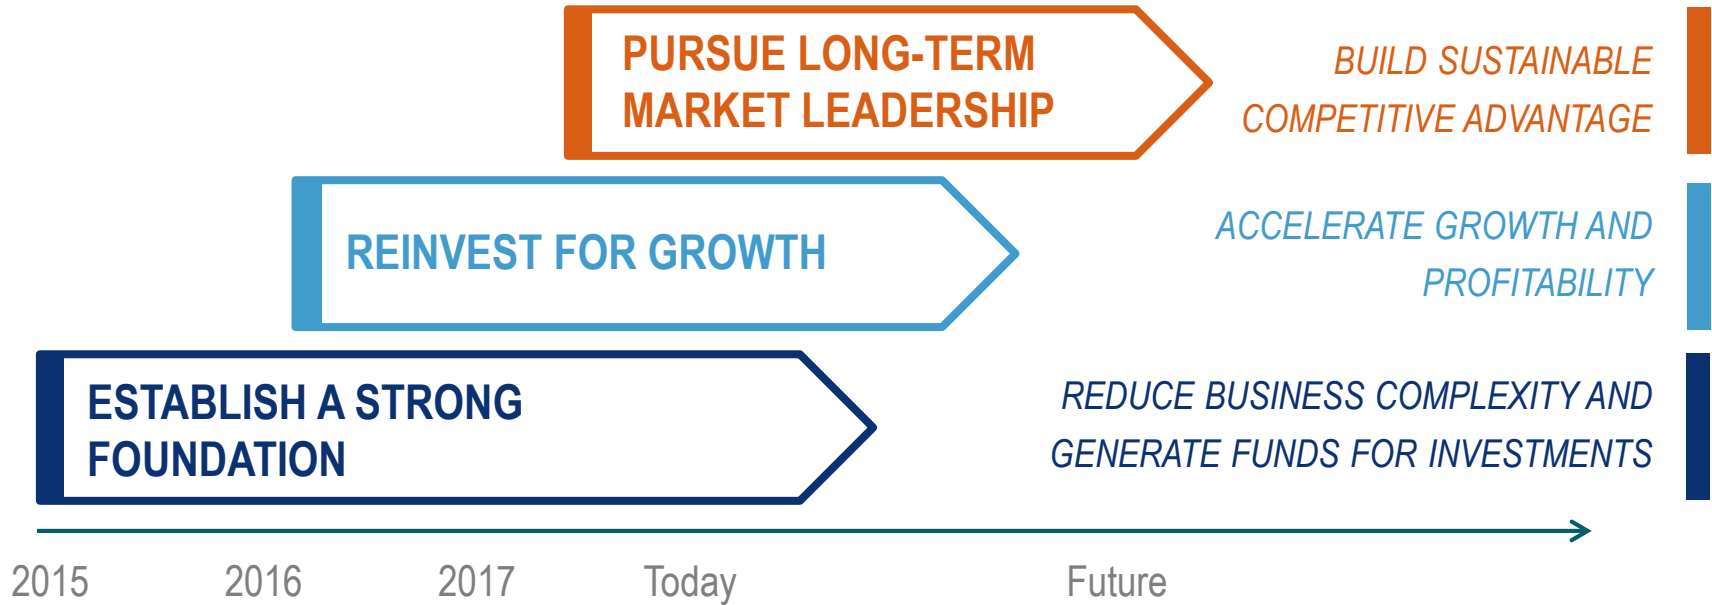 PURSUE LONG-TERM
MARKET LEADERSHIP
BUILD SUSTAINABLE
COMPETITIVE ADVANTAGE
REINVEST FOR GROWTH
ACCELERATE GROWTH AND
PROFITABILITY
ESTABLISH A STRONG
FOUNDATION
REDUCE BUSINESS COMPLEXITY AND
GENERATE FUNDS FOR INVESTMENTS
2015 2016 2017 Today Future